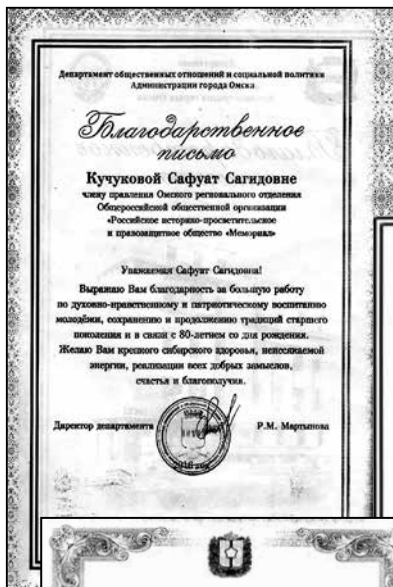 Департамент общественных отношений и социальной политики
Администрации города Омска
Благодарственное
письмо
Кучуковой Сафуат Сагидовне
члену правления Омского регионального отделения
Общероссийской общественной организации
«Российское историко-просветительское
и правозащитное общество «Мемориал»
Уважаемая Сафуат Сагидовна!
Выражаю Вам благодарность за большую работу
по духовно-нравственному и патриотическому воспитанию
молодёжи, сохранению и продолжению традиций старшего
поколения и в связи с 80-летием со дня рождения.
Желаю Вам крепкого сибирского здоровья, неиссякаемой
энергии, реализации всех добрых замыслов,
счастья и благополучия.
Директор департамента Р.М. Мартынова
2016 год